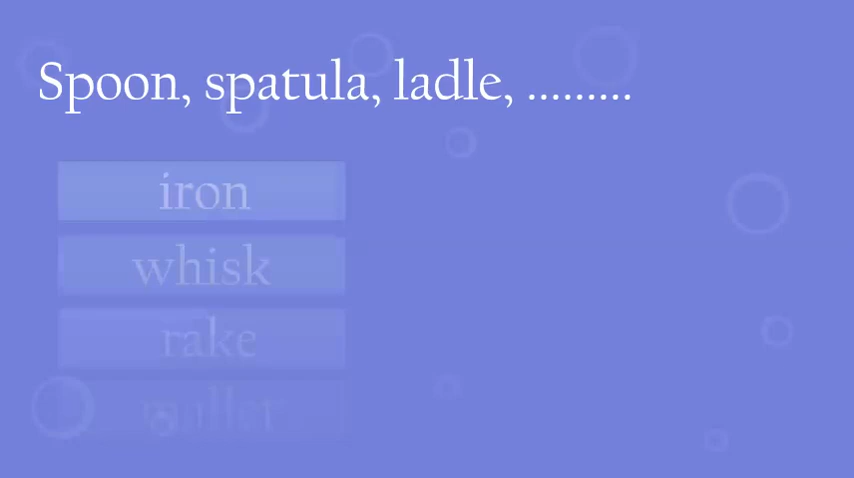 Spoon, spatula, ladle, .........
iron
whisk
rake